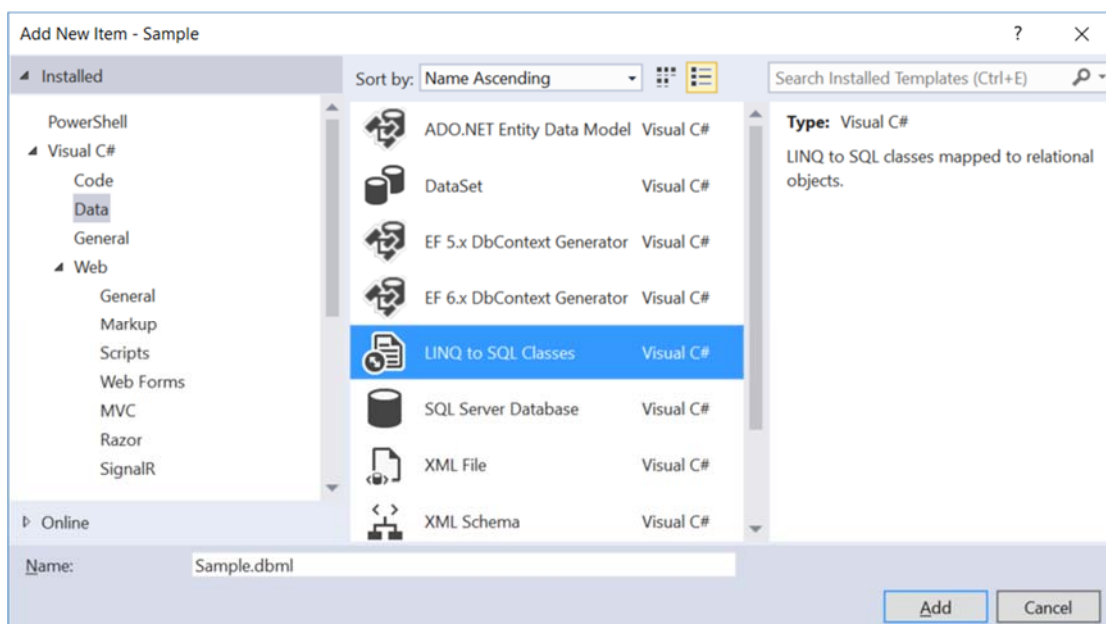 Add New Item - Sample
?
Installed
Sort by: Name Ascending
Search Installed Templates (Ctrl+E)
PowerShell
Visual C#
Code
Data
General
Web
General
Markup
Scripts
Web Forms
MVC
Razor
SignalR
Online
ADO.NET Entity Data Model Visual C#
DataSet Visual C#
EF 5.x DbContext Generator Visual C#
EF 6.x DbContext Generator Visual C#
LINQ to SQL Classes Visual C#
SQL Server Database Visual C#
XML File Visual C#
XML Schema Visual C#
Type: Visual C#
LINQ to SQL classes mapped to relational
objects.
Name: Sample.dbml
Add Cancel